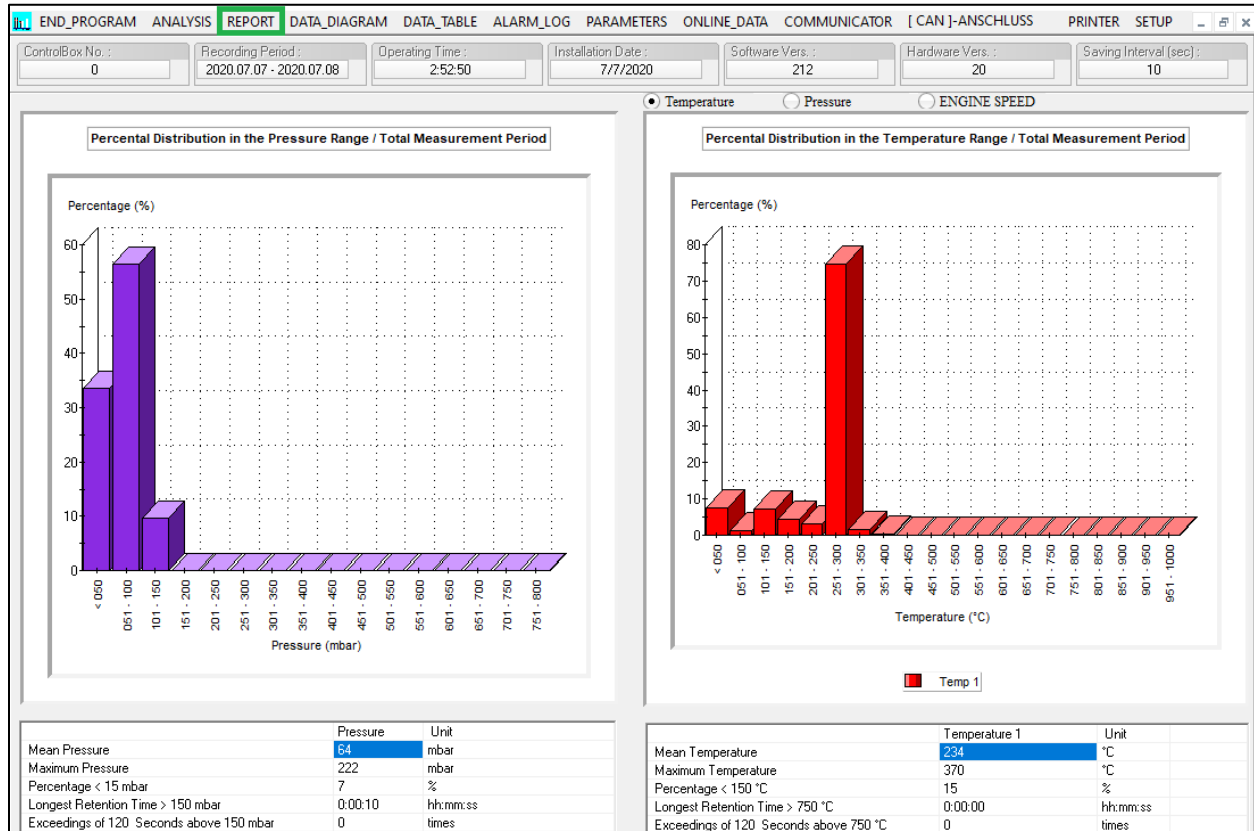 END_PROGRAM ANALYSIS REPORT DATA_DIAGRAM DATA_TABLE ALARM_LOG PARAMETERS ONLINE_DATA COMMUNICATOR [ CAN ]-ANSCHLUSS PRINTER SETUP
ControlBox No. : Recording Period : Operating Time : Installation Date : Software Vers. : Hardware Vers. : Saving Interval (sec) :
0 2020.07.07 - 2020.07.08 2:52:50 7/7/2020 212 20 10
Temperature Pressure ENGINE SPEED
Percental Distribution in the Pressure Range / Total Measurement Period
Percentage (%)
60
50
40
30
20
10
0
< 050
051 - 100
101 - 150
151 - 200
201 - 250
251 - 300
301 - 350
351 - 400
401 - 450
451 - 500
501 - 550
551 - 600
601 - 650
651 - 700
701 - 750
751 - 800
Pressure (mbar)
Percental Distribution in the Temperature Range / Total Measurement Period
Percentage (%)
80
70
60
50
40
30
20
10
0
< 050
051 - 100
101 - 150
151 - 200
201 - 250
251 - 300
301 - 350
351 - 400
401 - 450
451 - 500
501 - 550
551 - 600
601 - 650
651 - 700
701 - 750
751 - 800
801 - 850
851 - 900
901 - 950
951 - 1000
Temperature (°C)
Temp 1
Pressure Unit
Mean Pressure 64 mbar
Maximum Pressure 222 mbar
Percentage < 15 mbar 7 %
Longest Retention Time > 150 mbar 0:00:10 hh:mm:ss
Exceedings of 120 Seconds above 150 mbar 0 times
Temperature 1 Unit
Mean Temperature 234 °C
Maximum Temperature 370 °C
Percentage < 150 °C 15 %
Longest Retention Time > 750 °C 0:00:00 hh:mm:ss
Exceedings of 120 Seconds above 750 °C 0 times